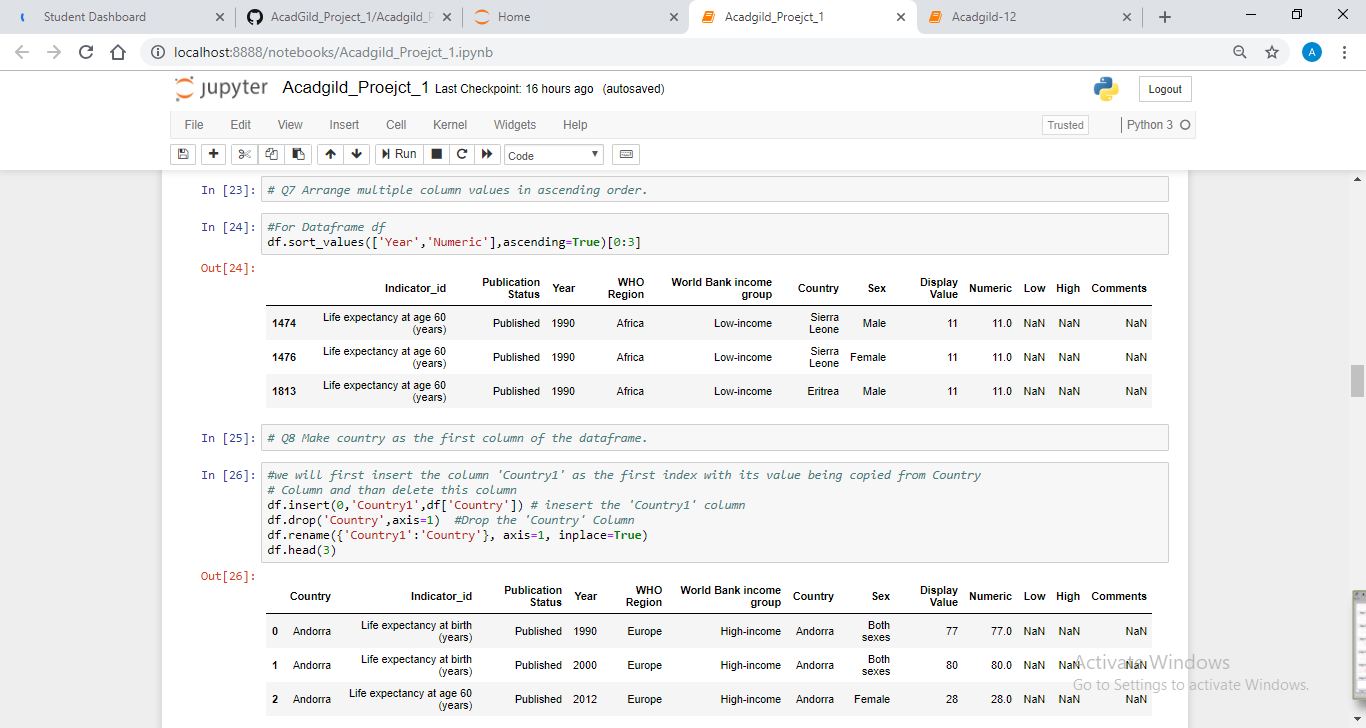 Student Dashboard
AcadGild_Project_1/Acadgild_P
Home
Acadgild_Proejct_1
Acadgild-12
localhost:8888/notebooks/Acadgild_Proejct_1.ipynb
A
jupyter Acadgild_Proejct_1 Last Checkpoint: 16 hours ago (autosaved)
Logout
File Edit View Insert Cell Kernel Widgets Help
Trusted
Python 3
Run
Code
In [23]: # Q7 Arrange multiple column values in ascending order.
In [24]: #For Dataframe df
df.sort_values(['Year','Numeric'],ascending=True)[0:3]
Out[24]:
Indicator_id Publication Status Year WHO Region World Bank income group Country Sex Display Value Numeric Low High Comments
1474 Life expectancy at age 60 (years) Published 1990 Africa Low-income Sierra Leone Male 11 11.0 NaN NaN NaN
1476 Life expectancy at age 60 (years) Published 1990 Africa Low-income Sierra Leone Female 11 11.0 NaN NaN NaN
1813 Life expectancy at age 60 (years) Published 1990 Africa Low-income Eritrea Male 11 11.0 NaN NaN NaN
In [25]: # Q8 Make country as the first column of the dataframe.
In [26]: #we will first insert the column 'Country1' as the first index with its value being copied from Country
# Column and than delete this column
df.insert(0,'Country1',df['Country']) # inesert the 'Country1' column
df.drop('Country',axis=1) #Drop the 'Country' Column
df.rename({'Country1':'Country'}, axis=1, inplace=True)
df.head(3)
Out[26]:
Country Indicator_id Publication Status Year WHO Region World Bank income group Country Sex Display Value Numeric Low High Comments
0 Andorra Life expectancy at birth (years) Published 1990 Europe High-income Andorra Both sexes 77 77.0 NaN NaN NaN
1 Andorra Life expectancy at birth (years) Published 2000 Europe High-income Andorra Both sexes 80 80.0 NaN NaN NaN
2 Andorra Life expectancy at age 60 (years) Published 2012 Europe High-income Andorra Female 28 28.0 NaN NaN NaN
Activate Windows
Go to Settings to activate Windows.